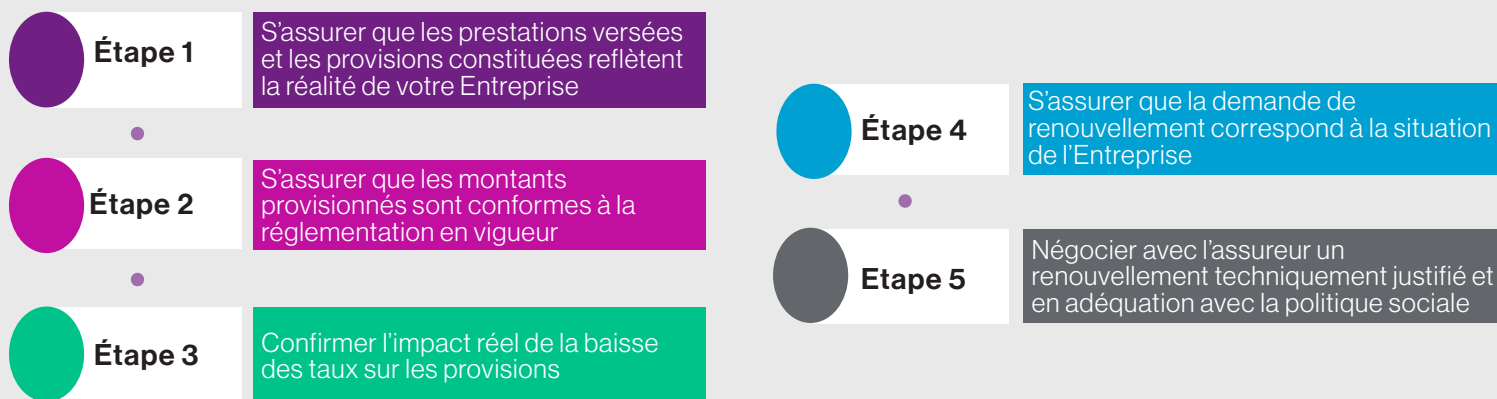 Étape 1
S'assurer que les prestations versées
et les provisions constituées reflètent
la réalité de votre Entreprise
Étape 2
S'assurer que les montants
provisionnés sont conformes à la
réglementation en vigueur
Étape 3
Confirmer l'impact réel de la baisse
des taux sur les provisions
Étape 4
S'assurer que la demande de
renouvellement correspond à la situation
de l'Entreprise
Etape 5
Négocier avec l'assureur un
renouvellement techniquement justifié et
en adéquation avec la politique sociale